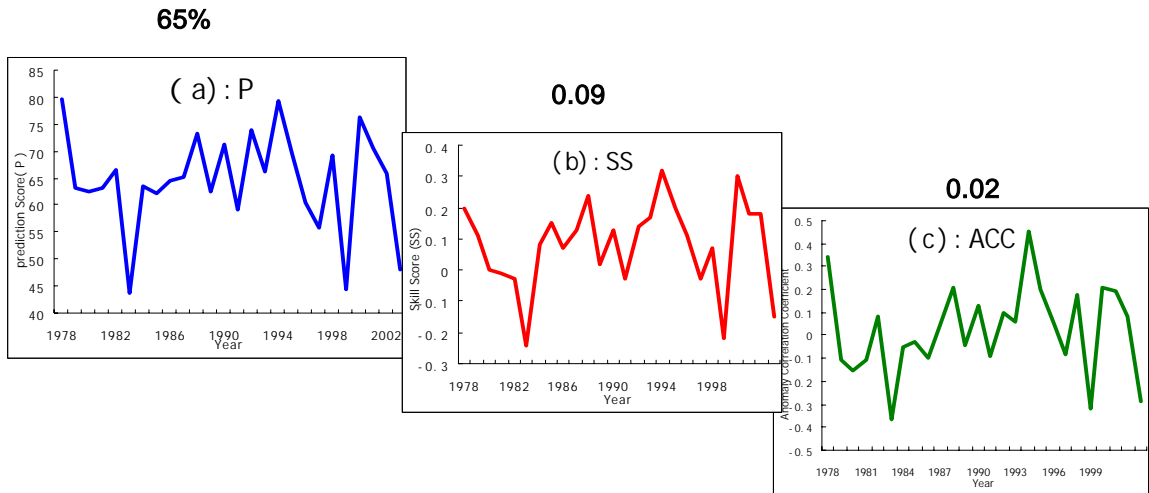 65%
(a): P
prediction Score(P)
85
80
75
70
65
60
55
50
45
40
1978 1982 1986 1990 1994 1998 2002
Year
0.09
(b): SS
Skill Score (SS)
0.4
0.3
0.2
0.1
0
-0.1
-0.2
-0.3
1978 1982 1986 1990 1994 1998
Year
0.02
(c): ACC
Anomaly Correlation Coefficient
0.5
0.4
0.3
0.2
0.1
0
-0.1
-0.2
-0.3
-0.4
-0.5
1978 1981 1984 1987 1990 1993 1996 1999
Year